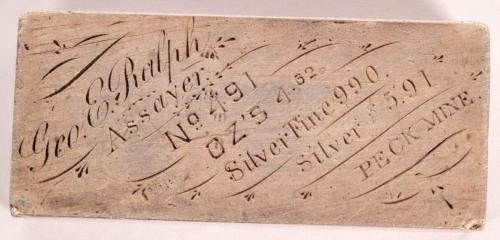 Geo. E. Ralph
Assayer.
No 491
OZ'S 4.62.
Silver Fine 990.
Silver $5.91
PECK MINE